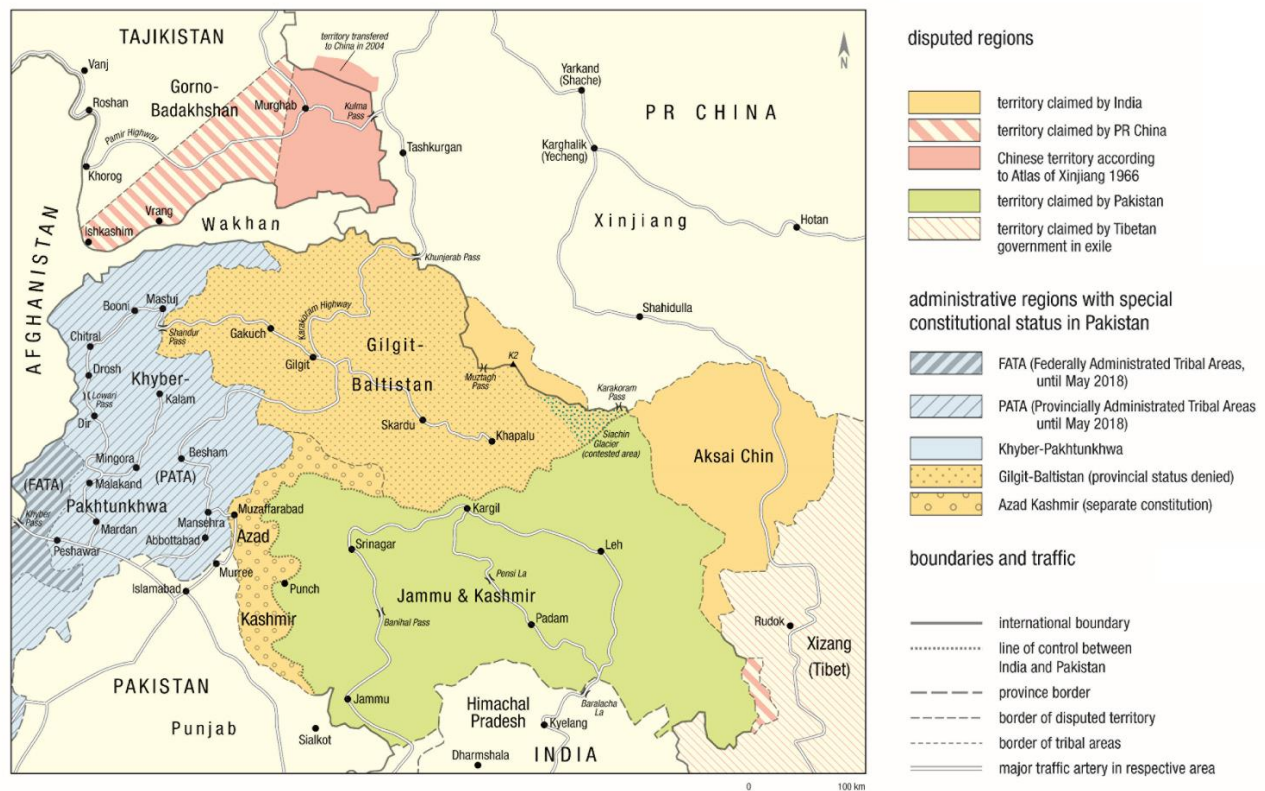 TAJIKISTAN
territory transfered
to China in 2004
N
Vanj
Gorno-
Badakhshan
Roshan
Murghab
Kulma
Pass
Yarkand
(Shache)
PR CHINA
Pamir Highway
Khorog
Tashkurgan
Karghalik
(Yecheng)
Vrang
Wakhan
Ishkashim
Xinjiang
Hotan
AFGHANISTAN
Khunjerab Pass
Booni
Mastuj
Karakoram Highway
Shahidulla
Shandur
Pass
Gakuch
Chitral
Gilgit-
Baltistan
Gilgit
K2
Muztagh
Pass
Drosh
Khyber-
Kalam
Lowari
Pass
Karakoram
Pass
Dir
Skardu
Khapalu
Siachin
Glacier
(contested area)
Aksai Chin
Mingora
Besham
(FATA)
Malakand
(PATA)
Pakhtunkhwa
Khyber
Pass
Mardan
Mansehra
Muzaffarabad
Kargil
Peshawar
Abbottabad
Azad
Srinagar
Leh
Murree
Islamabad
Punch
Pensi La
Jammu & Kashmir
Kashmir
Banihal Pass
Padam
Rudok
Xizang
(Tibet)
PAKISTAN
Jammu
Punjab
Himachal
Pradesh
Baralacha
La
Kyelang
Sialkot
INDIA
Dharmshala
0 100 km
disputed regions
territory claimed by India
territory claimed by PR China
Chinese territory according
to Atlas of Xinjiang 1966
territory claimed by Pakistan
territory claimed by Tibetan
government in exile
administrative regions with special
constitutional status in Pakistan
FATA (Federally Administrated Tribal Areas,
until May 2018)
PATA (Provincially Administrated Tribal Areas
until May 2018)
Khyber-Pakhtunkhwa
Gilgit-Baltistan (provincial status denied)
Azad Kashmir (separate constitution)
boundaries and traffic
international boundary
line of control between
India and Pakistan
province border
border of disputed territory
border of tribal areas
major traffic artery in respective area